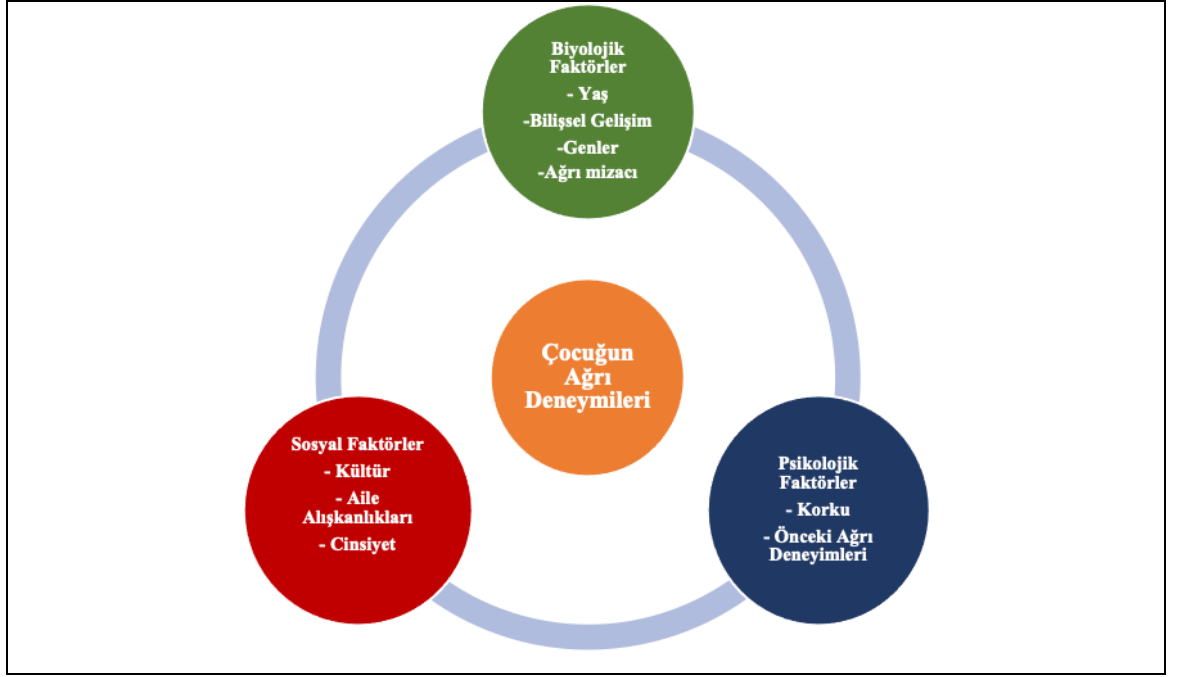 Biyolojik
Faktörler
- Yaş
-Bilişsel Gelişim
-Genler
-Ağrı mizacı
Çocuğun
Ağrı
Deneymileri
Sosyal Faktörler
- Kültür
- Aile
Alışkanlıkları
- Cinsiyet
Psikolojik
Faktörler
- Korku
- Önceki Ağrı
Deneyimleri